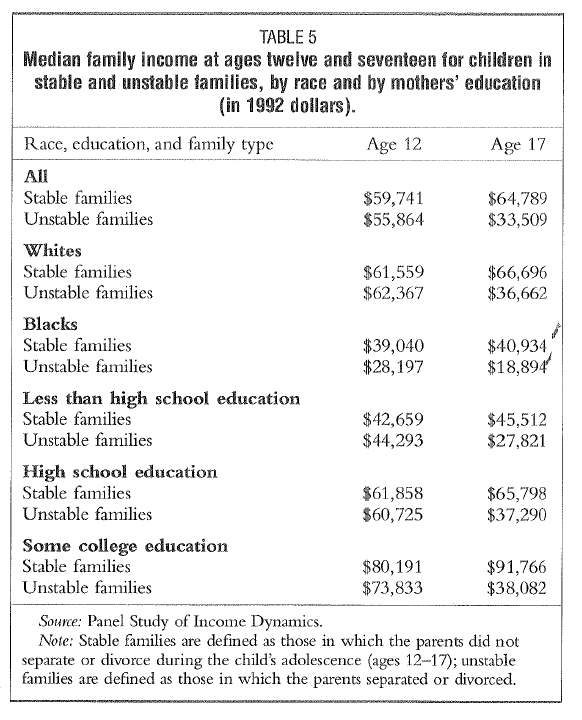 TABLE 5
Median family income at ages twelve and seventeen for children in
stable and unstable families, by race and by mothers' education
(in 1992 dollars).
Race, education, and family type Age 12 Age 17
All
Stable families $59,741 $64,789
Unstable families $55,864 $33,509
Whites
Stable families $61,559 $66,696
Unstable families $62,367 $36,662
Blacks
Stable families $39,040 $40,934
Unstable families $28,197 $18,894
Less than high school education
Stable families $42,659 $45,512
Unstable families $44,293 $27,821
High school education
Stable families $61,858 $65,798
Unstable families $60,725 $37,290
Some college education
Stable families $80,191 $91,766
Unstable families $73,833 $38,082
Source: Panel Study of Income Dynamics.
Note: Stable families are defined as those in which the parents did not
separate or divorce during the child's adolescence (ages 12–17); unstable
families are defined as those in which the parents separated or divorced.